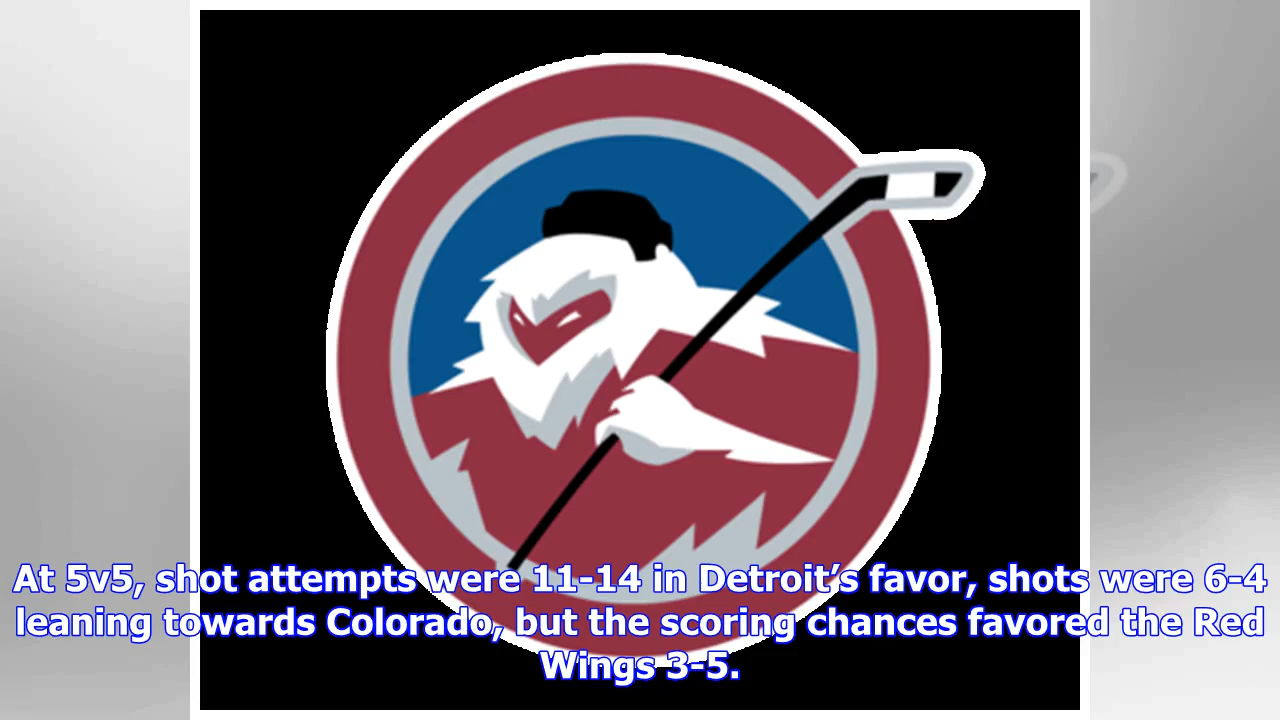 At 5v5, shot attempts were 11-14 in Detroit’s favor, shots were 6-4
leaning towards Colorado, but the scoring chances favored the Red
Wings 3-5.